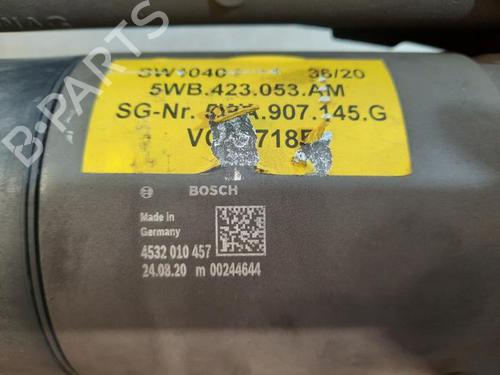 36/20
5WB.423.053.AM
SG-Nr. 907.145.G
BOSCH
Made in
Germany
4532 010 457
24.08.20 m 00244644
B-PARTS